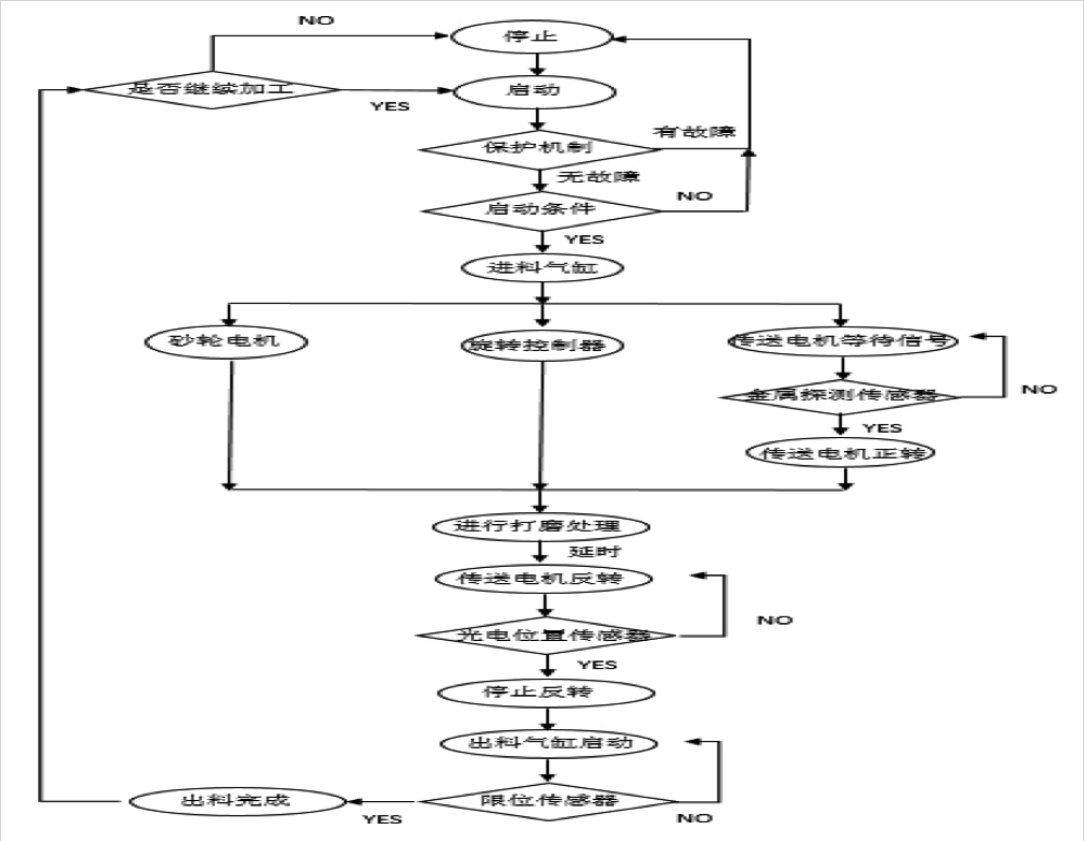 NO
停止
是否继续加工
YES
启动
有故障
保护机制
无故障
NO
启动条件
YES
进料气缸
砂轮电机
旋转控制器
传送电机等待信号
NO
金属探测传感器
YES
传送电机正转
进行打磨处理
延时
传送电机反转
NO
光电位置传感器
YES
停止反转
出料气缸启动
出料完成
YES
限位传感器
NO